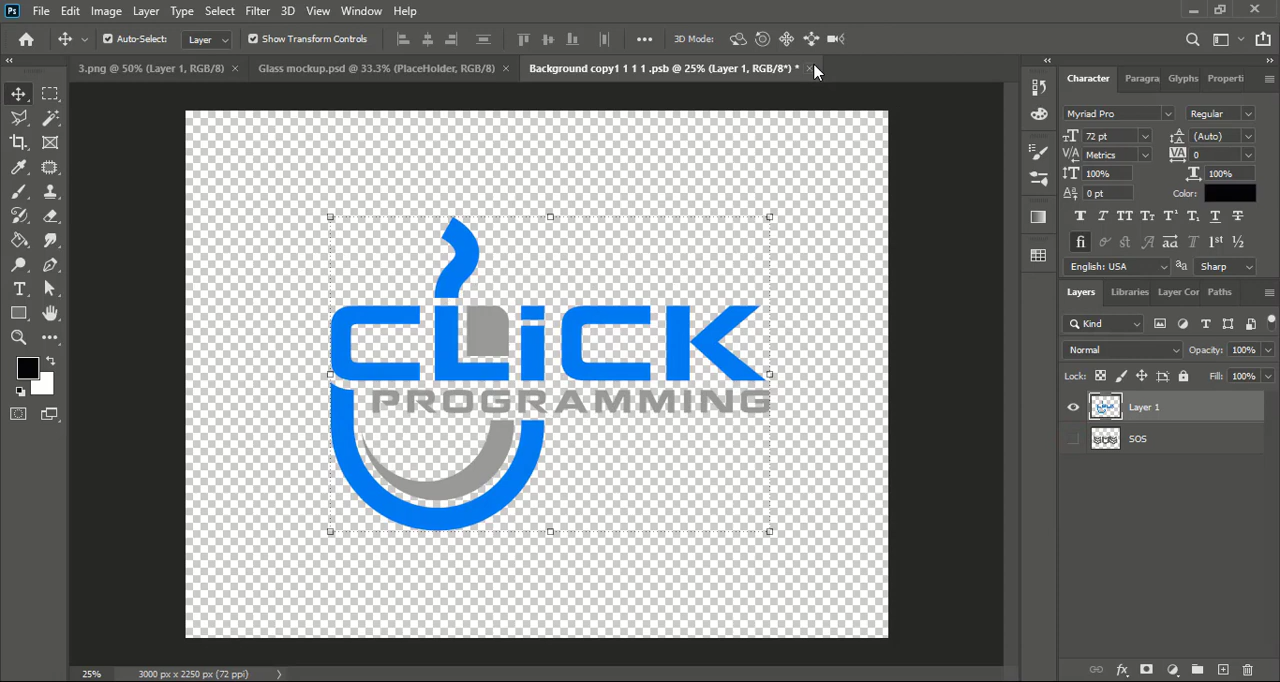 Ps File Edit Image Layer Type Select Filter 3D View Window Help
Auto-Select: Layer Show Transform Controls 3D Mode:
3.png @ 50% (Layer 1, RGB/8) × Glass mockup.psd @ 33.3% (PlaceHolder, RGB/8) × Background copy1 1 1 1 .psb @ 25% (Layer 1, RGB/8*) * ×
Character Paragra Glyphs Properti
Myriad Pro Regular
72 pt (Auto)
Metrics 0
100% 100%
0 pt Color:
English: USA Sharp
Layers Libraries Layer Cor Paths
Kind
Normal Opacity: 100%
Lock: Fill: 100%
Layer 1
SOS
CLiCK
PROGRAMMING
25% 3000 px x 2250 px (72 ppi)